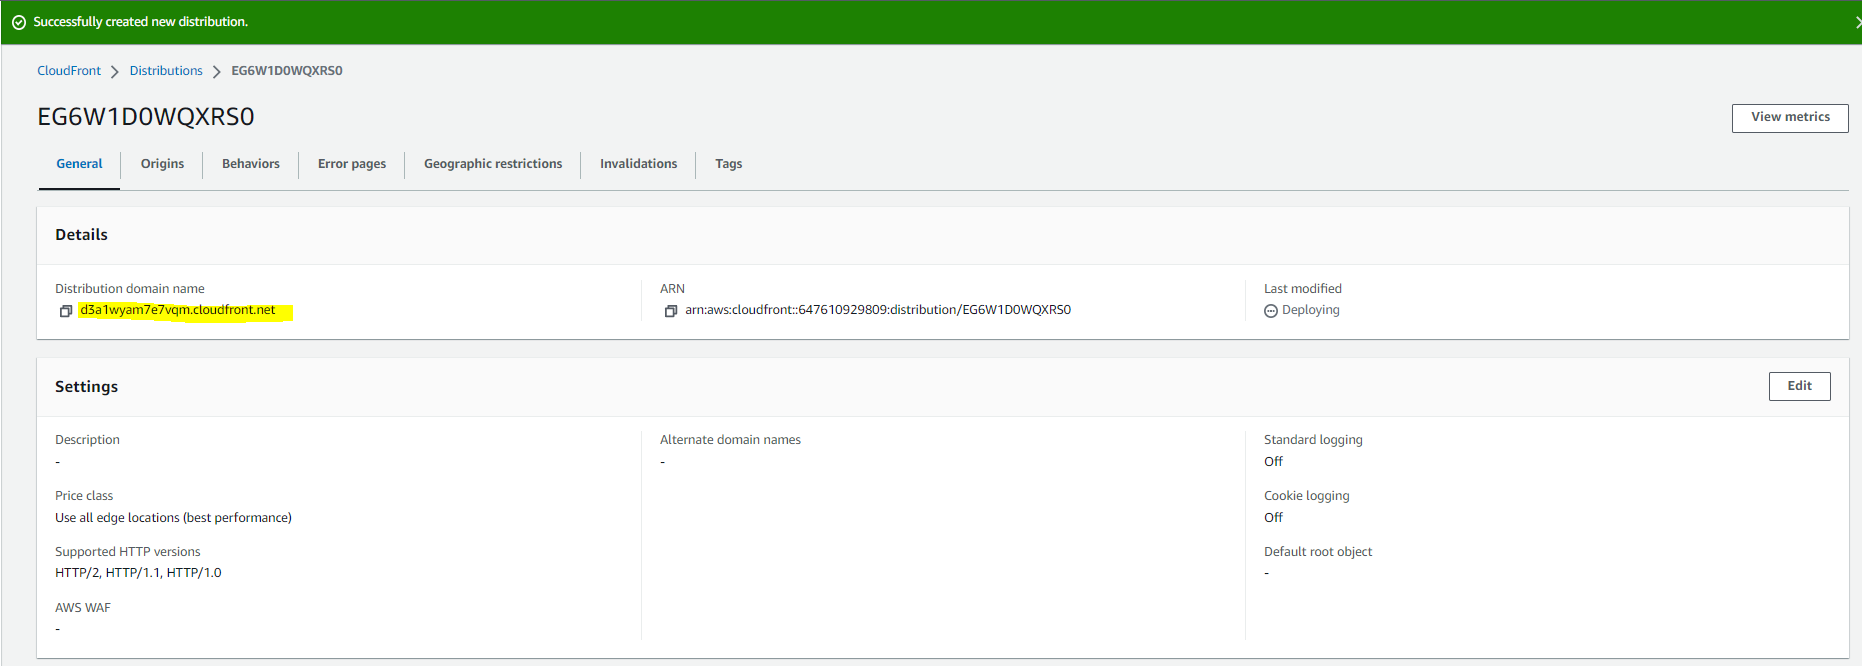 Successfully created new distribution.
CloudFront > Distributions > EG6W1D0WQXRS0
EG6W1D0WQXRS0
View metrics
General Origins Behaviors Error pages Geographic restrictions Invalidations Tags
Details
Distribution domain name
d3a1wyam7e7vqm.cloudfront.net
ARN
arn:aws:cloudfront::647610929809:distribution/EG6W1D0WQXRS0
Last modified
Deploying
Settings
Edit
Description
-
Price class
Use all edge locations (best performance)
Supported HTTP versions
HTTP/2, HTTP/1.1, HTTP/1.0
AWS WAF
-
Alternate domain names
-
Standard logging
Off
Cookie logging
Off
Default root object
-